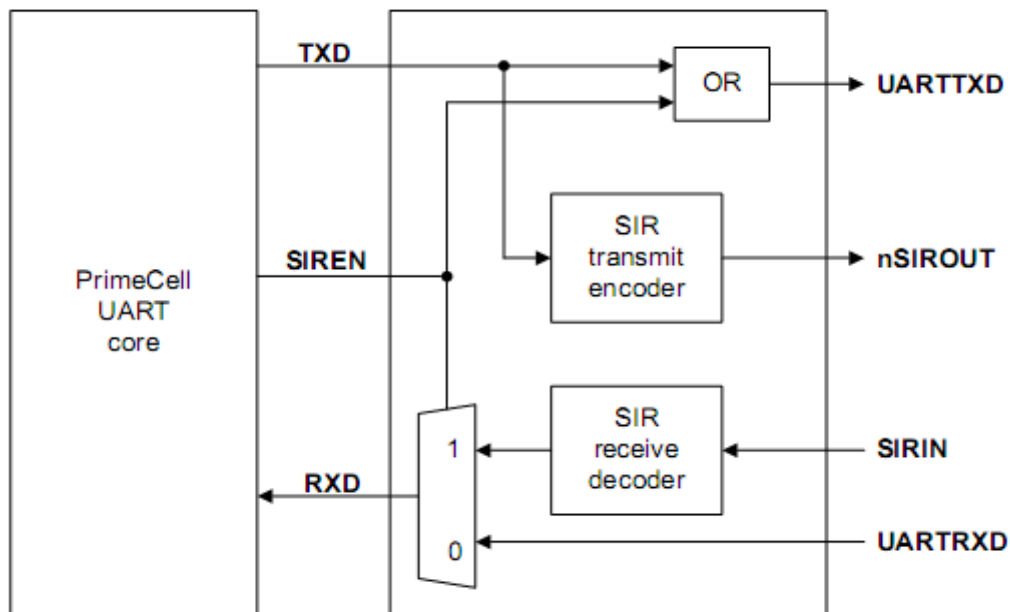 TXD
OR
UARTTXD
SIR
transmit
encoder
nSIROUT
SIREN
PrimeCell
UART
core
SIR
receive
decoder
1
SIRIN
RXD
0
UARTRXD